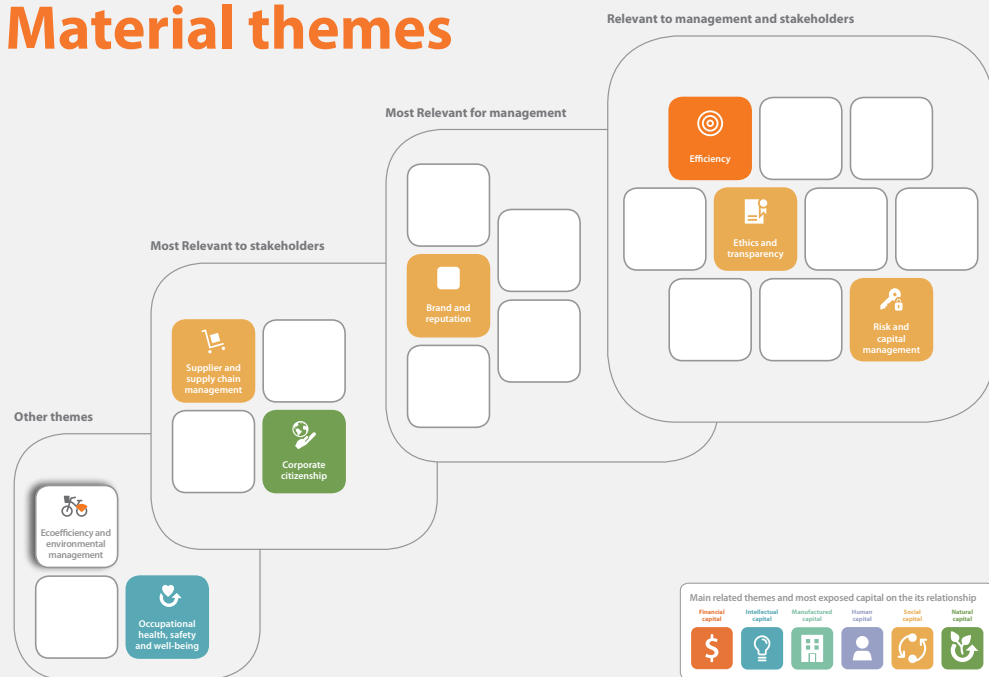 Material themes
Relevant to management and stakeholders
Efficiency
Ethics and
transparency
Risk and
capital
management
Most Relevant for management
Brand and
reputation
Most Relevant to stakeholders
Supplier and
supply chain
management
Corporate
citizenship
Other themes
Ecoefficiency and
environmental
management
Occupational
health, safety
and well-being
Main related themes and most exposed capital on the its relationship
Financial
capital
Intellectual
capital
Manufactured
capital
Human
capital
Social
capital
Natural
capital
$